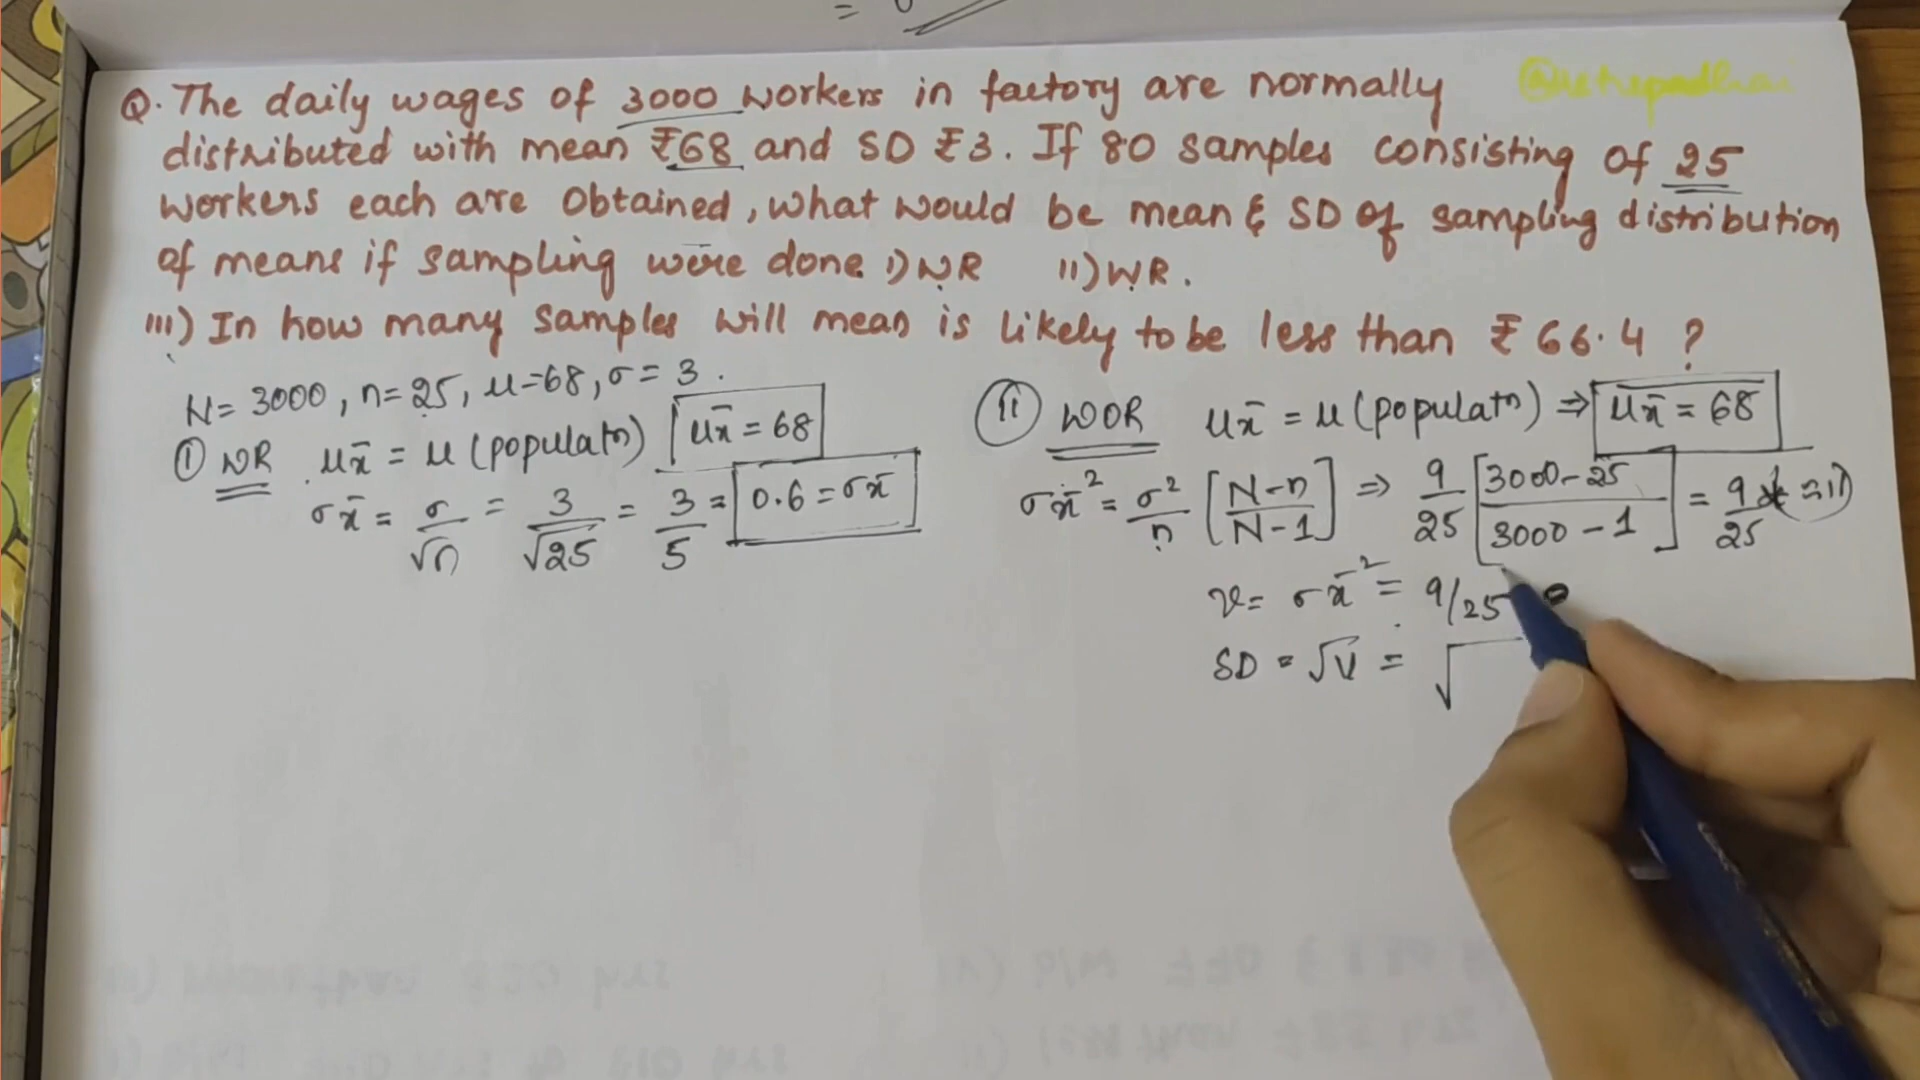 Q. The daily wages of 3000 workers in factory are normally
distributed with mean ₹68 and SD ₹3. If 80 samples consisting of 25
workers each are obtained, what would be mean & SD of sampling distribution
of means if sampling were done i) WR ii) WR.
iii) In how many samples will mean is likely to be less than ₹66.4 ?
N = 3000, n = 25, μ = 68, σ = 3.
① WR μx̄ = μ (populatn) μx̄ = 68
σx̄ = σ/√n = 3/√25 = 3/5 = 0.6 = σx̄
ⓘⓘ WOR μx̄ = μ (populatn) ⇒ μx̄ = 68
σx̄² = σ²/n [N-n/N-1] ⇒ 9/25 [3000-25/3000-1] = 9/25
V = σx̄² = 9/25
SD = √V = √